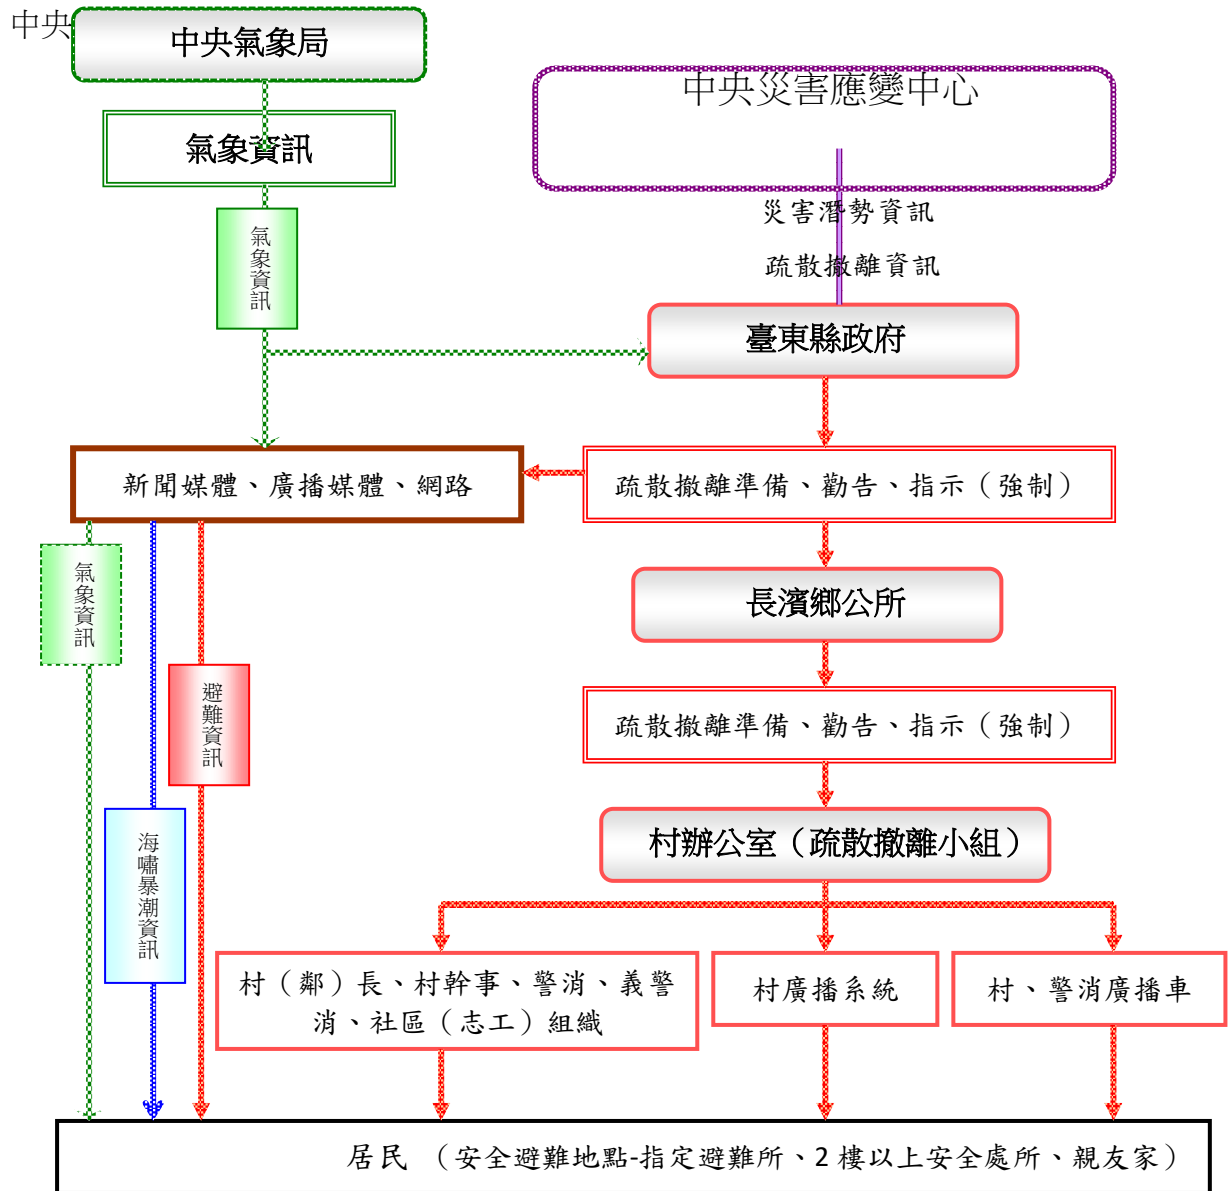 中央
中央氣象局
中央災害應變中心
氣象資訊
災害潛勢資訊
疏散撤離資訊
氣象資訊
臺東縣政府
新聞媒體、廣播媒體、網路
疏散撤離準備、勸告、指示（強制）
氣象資訊
長濱鄉公所
避難資訊
疏散撤離準備、勸告、指示（強制）
海嘯暴潮資訊
村辦公室（疏散撤離小組）
村（鄰）長、村幹事、警消、義警
消、社區（志工）組織
村廣播系統
村、警消廣播車
居民 （安全避難地點-指定避難所、2 樓以上安全處所、親友家）